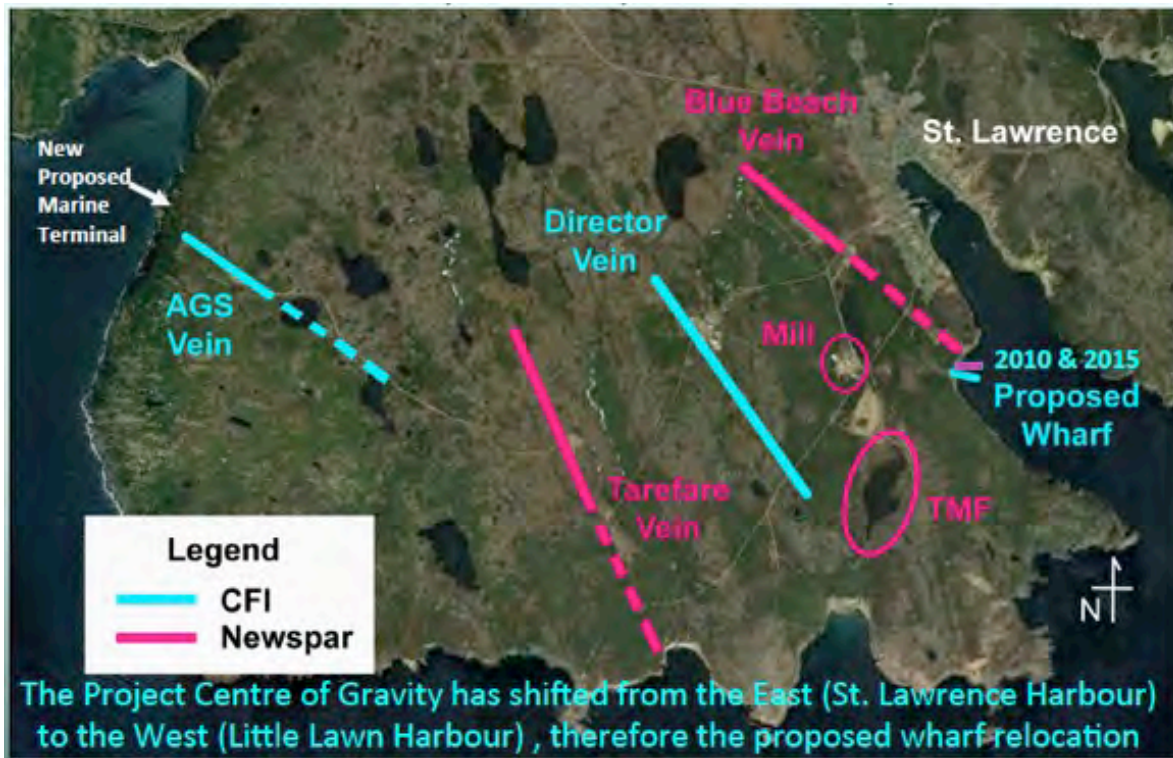 Blue Beach
Vein
St. Lawrence
New
Proposed
Marine
Terminal
Director
Vein
AGS
Vein
Mill
2010 & 2015
Proposed
Wharf
Tarefare
Vein
TMF
Legend
CFI
Newspar
N
The Project Centre of Gravity has shifted from the East (St. Lawrence Harbour)
to the West (Little Lawn Harbour) , therefore the proposed wharf relocation